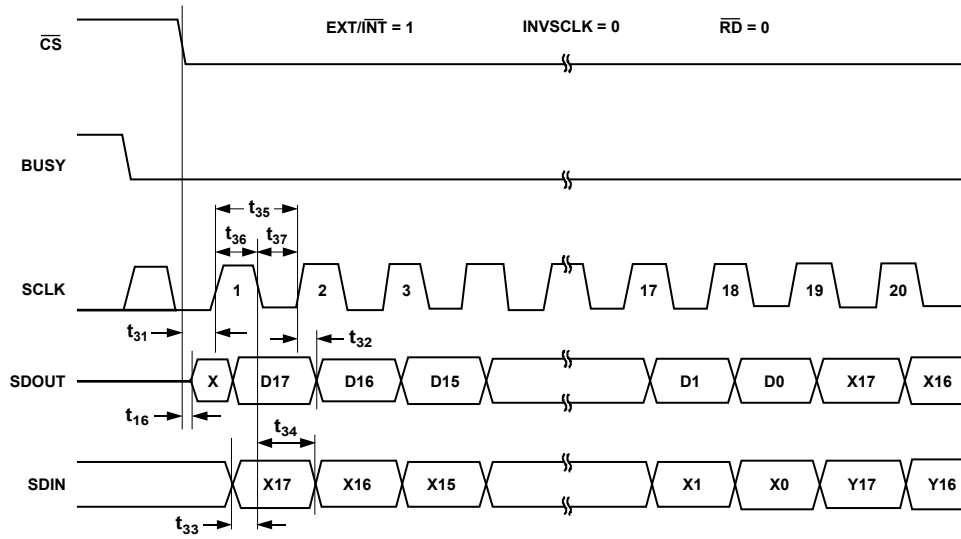 EXT/INT = 1 INVSCLK = 0 RD = 0
CS
BUSY
t35
t36 t37
SCLK 1 2 3 17 18 19 20
t31 t32
SDOUT X D17 D16 D15 D1 D0 X17 X16
t16 t34
SDIN X17 X16 X15 X1 X0 Y17 Y16
t33